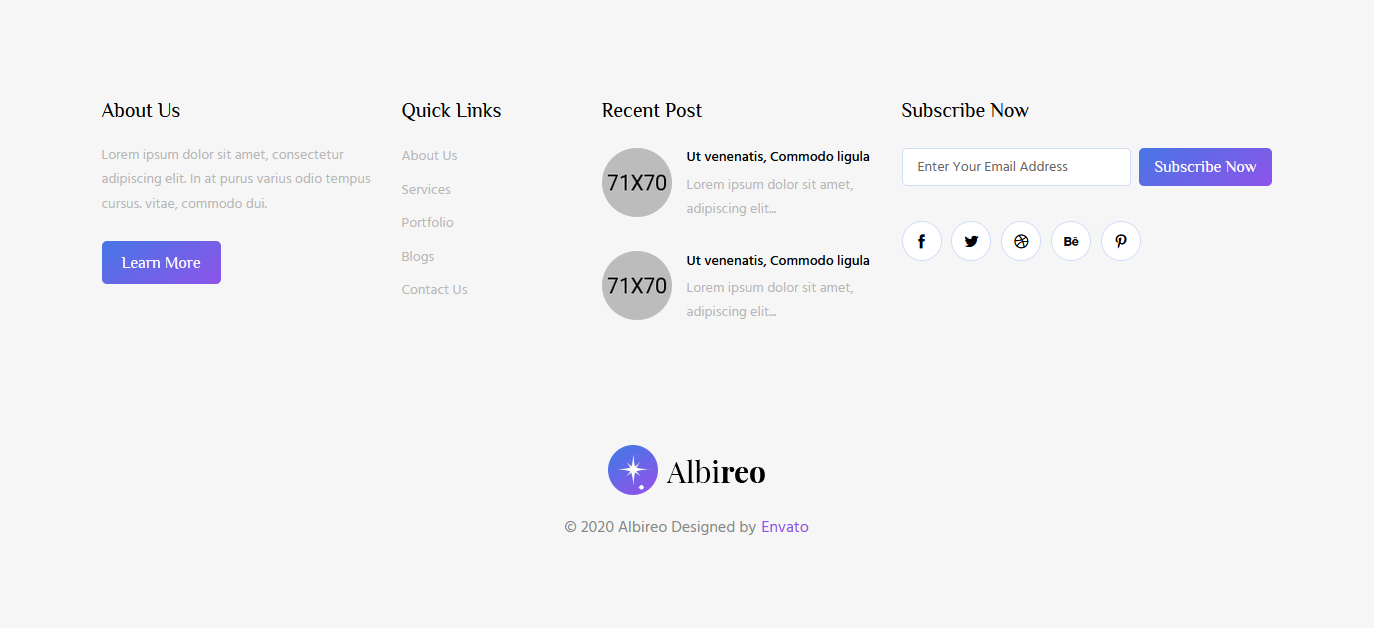 About Us
Lorem ipsum dolor sit amet, consectetur
adipiscing elit. In at purus varius odio tempus
cursus. vitae, commodo dui.
Learn More
Quick Links
About Us
Services
Portfolio
Blogs
Contact Us
Recent Post
71X70
Ut venenatis, Commodo ligula
Lorem ipsum dolor sit amet,
adipiscing elit...
71X70
Ut venenatis, Commodo ligula
Lorem ipsum dolor sit amet,
adipiscing elit...
Subscribe Now
Enter Your Email Address
Subscribe Now
f
Bē
Albireo
© 2020 Albireo Designed by Envato